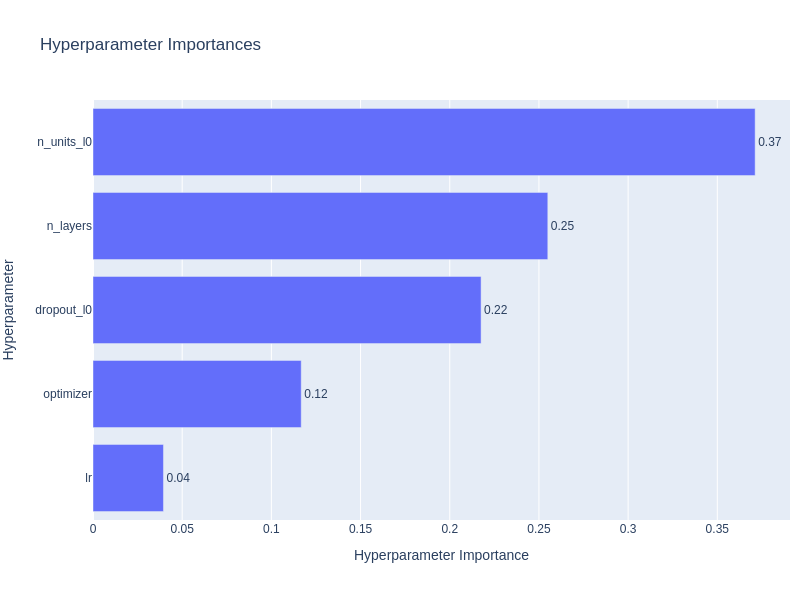 Hyperparameter Importances
n_units_l0
0.37
n_layers
0.25
dropout_l0
0.22
optimizer
0.12
lr
0.04
0 0.05 0.1 0.15 0.2 0.25 0.3 0.35
Hyperparameter Importance
Hyperparameter